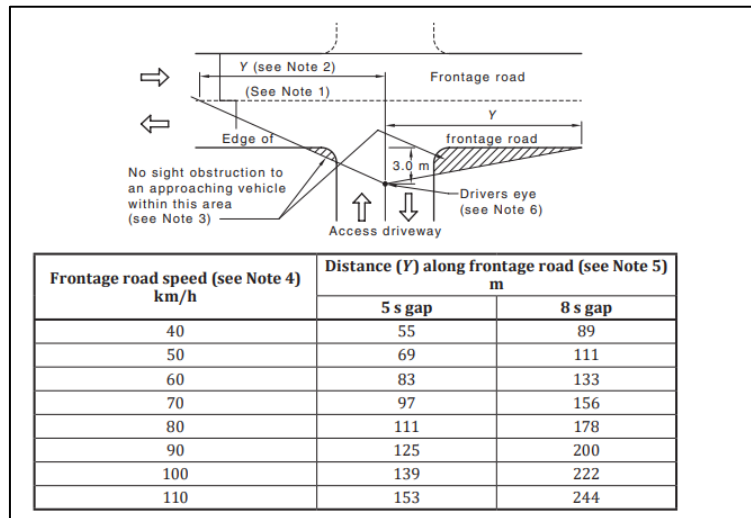 Y (see Note 2)
Frontage road
(See Note 1)
Y
Edge of
frontage road
3.0 m
No sight obstruction to
an approaching vehicle
within this area
(see Note 3)
Drivers eye
(see Note 6)
Access driveway
Frontage road speed (see Note 4)
km/h
Distance (Y) along frontage road (see Note 5)
m
5 s gap 8 s gap
40 55 89
50 69 111
60 83 133
70 97 156
80 111 178
90 125 200
100 139 222
110 153 244